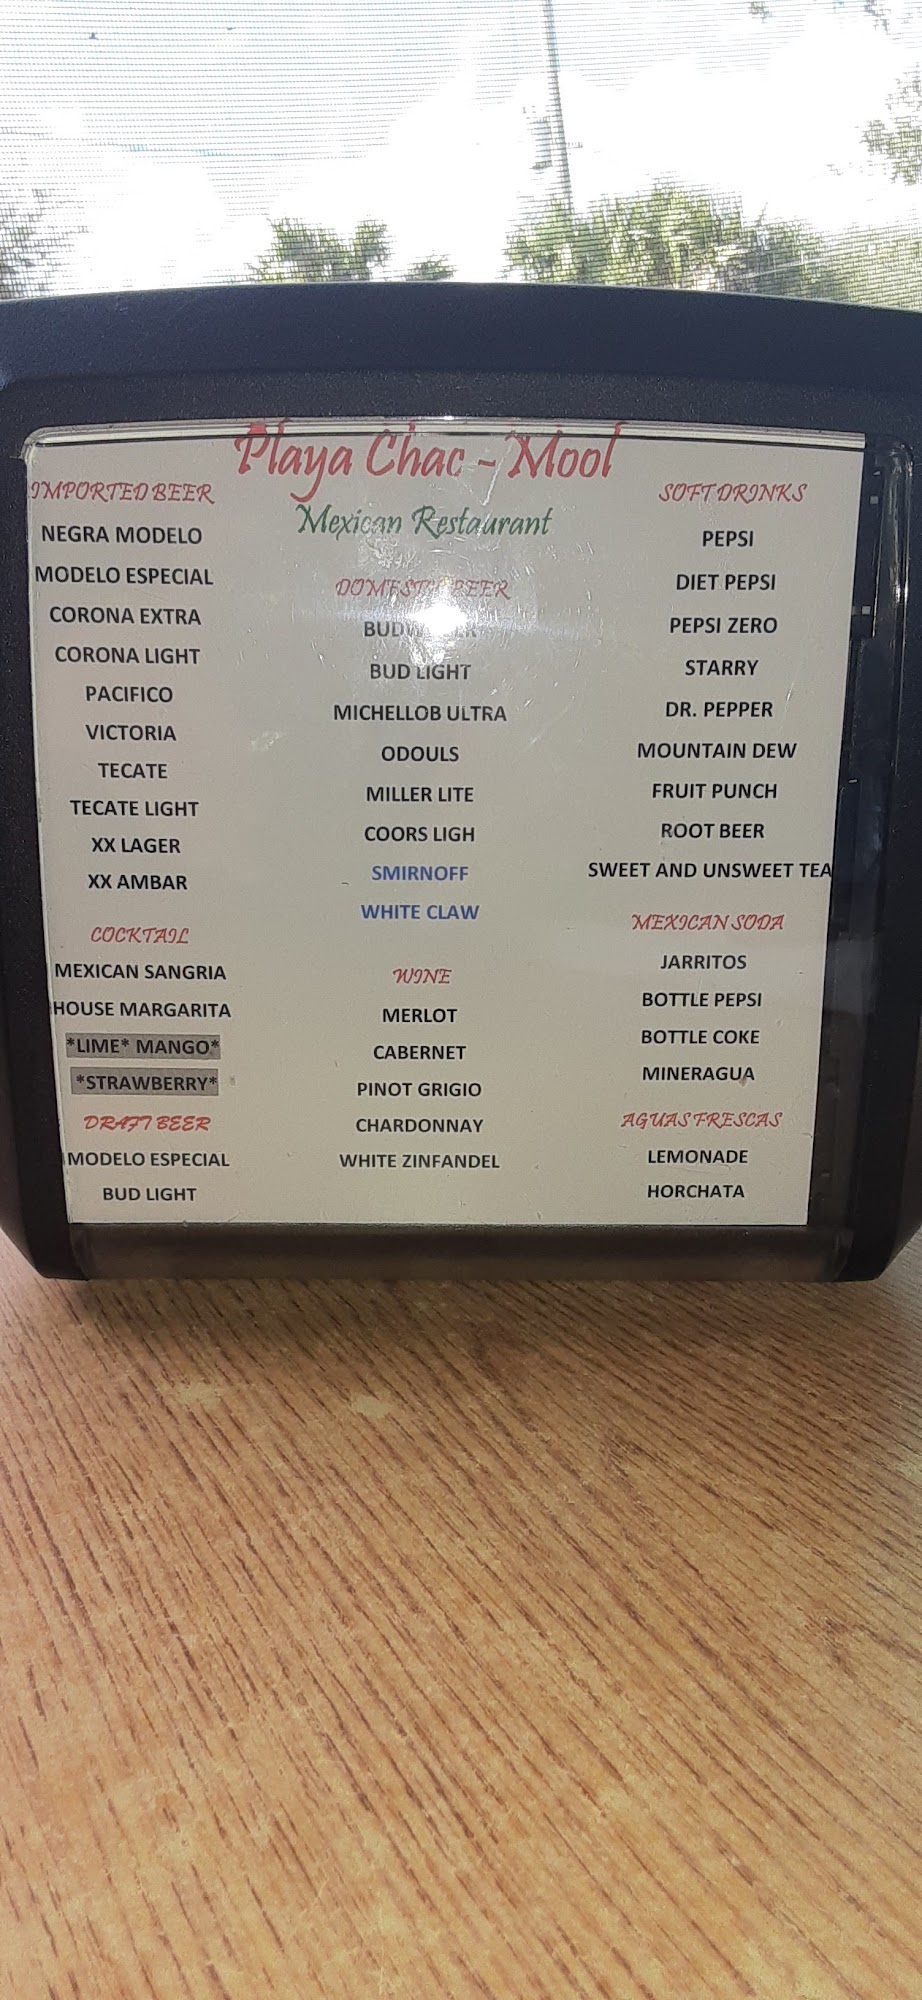 Playa Chac - Mool
Mexican Restaurant
IMPORTED BEER
NEGRA MODELO
MODELO ESPECIAL
CORONA EXTRA
CORONA LIGHT
PACIFICO
VICTORIA
TECATE
TECATE LIGHT
XX LAGER
XX AMBAR
COCKTAIL
MEXICAN SANGRIA
HOUSE MARGARITA
*LIME* MANGO*
*STRAWBERRY*
DRAFT BEER
MODELO ESPECIAL
BUD LIGHT
DOMESTIC BEER
BUDWEISER
BUD LIGHT
MICHELLOB ULTRA
ODOULS
MILLER LITE
COORS LIGH
SMIRNOFF
WHITE CLAW
WINE
MERLOT
CABERNET
PINOT GRIGIO
CHARDONNAY
WHITE ZINFANDEL
SOFT DRINKS
PEPSI
DIET PEPSI
PEPSI ZERO
STARRY
DR. PEPPER
MOUNTAIN DEW
FRUIT PUNCH
ROOT BEER
SWEET AND UNSWEET TEA
MEXICAN SODA
JARRITOS
BOTTLE PEPSI
BOTTLE COKE
MINERAGUA
AGUAS FRESCAS
LEMONADE
HORCHATA